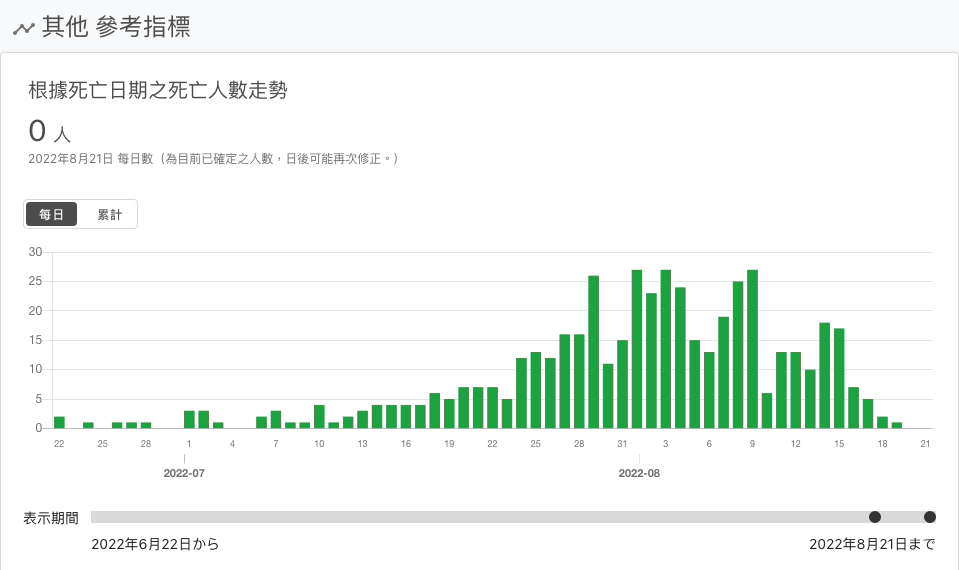 其他 參考指標
根據死亡日期之死亡人數走勢
0 人
2022年8月21日 每日數（為目前已確定之人數，日後可能再次修正。）
每日 累計
30
25
20
15
10
5
0
22 25 28 1 4 7 10 13 16 19 22 25 28 31 3 6 9 12 15 18 21
2022-07 2022-08
表示期間
2022年6月22日から 2022年8月21日まで